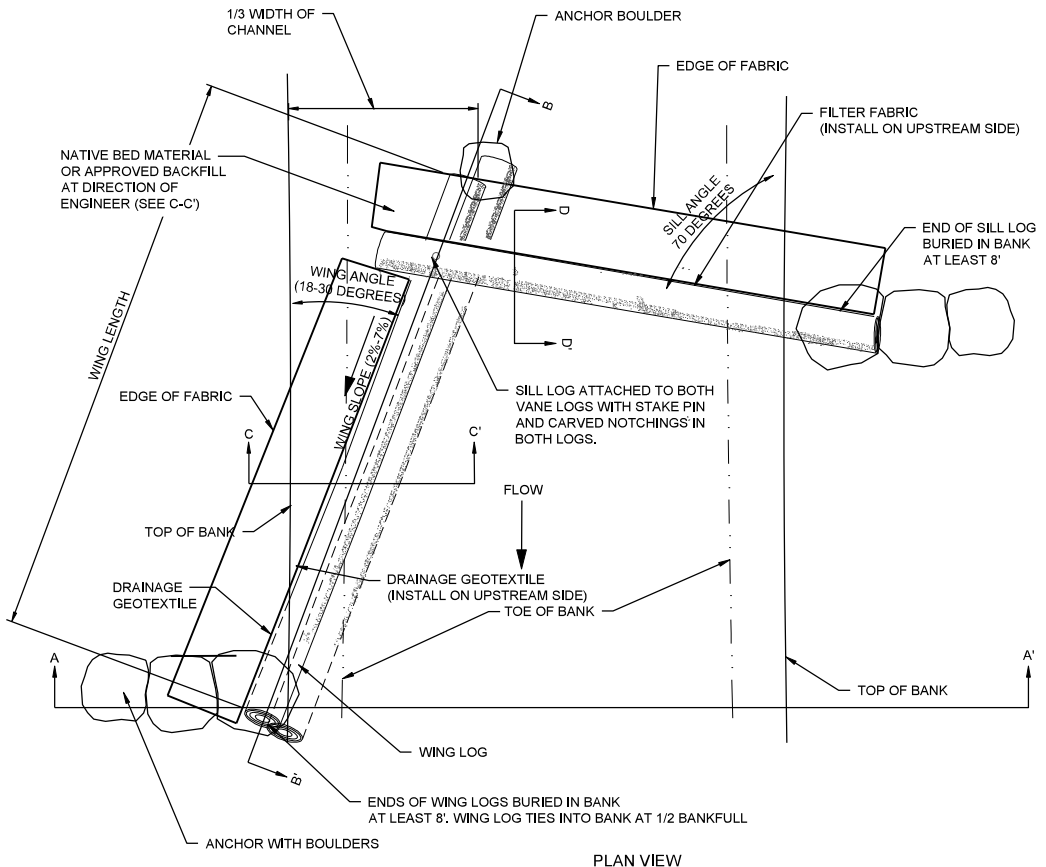 1/3 WIDTH OF
CHANNEL
ANCHOR BOULDER
EDGE OF FABRIC
B
FILTER FABRIC
(INSTALL ON UPSTREAM SIDE)
NATIVE BED MATERIAL
OR APPROVED BACKFILL
AT DIRECTION OF
ENGINEER (SEE C-C')
SILL ANGLE
70 DEGREES
D
END OF SILL LOG
BURIED IN BANK
AT LEAST 8'
WING ANGLE
(18-30 DEGREES)
WING LENGTH
WING SLOPE (2%-7%)
D'
EDGE OF FABRIC
SILL LOG ATTACHED TO BOTH
VANE LOGS WITH STAKE PIN
AND CARVED NOTCHINGS IN
BOTH LOGS.
C
C'
FLOW
TOP OF BANK
DRAINAGE
GEOTEXTILE
DRAINAGE GEOTEXTILE
(INSTALL ON UPSTREAM SIDE)
TOE OF BANK
A
A'
TOP OF BANK
WING LOG
B'
ENDS OF WING LOGS BURIED IN BANK
AT LEAST 8'. WING LOG TIES INTO BANK AT 1/2 BANKFULL
ANCHOR WITH BOULDERS
PLAN VIEW